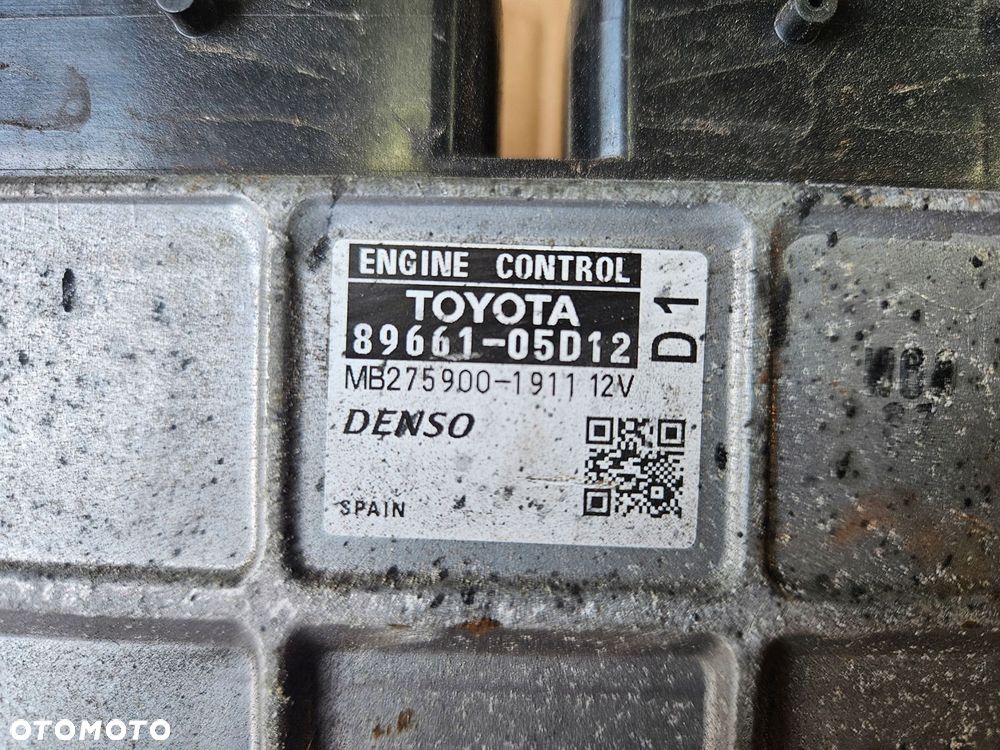 ENGINE CONTROL
TOYOTA
89661-05D12
D1
MB275900-1911 12V
DENSO
SPAIN
OTOMOTO